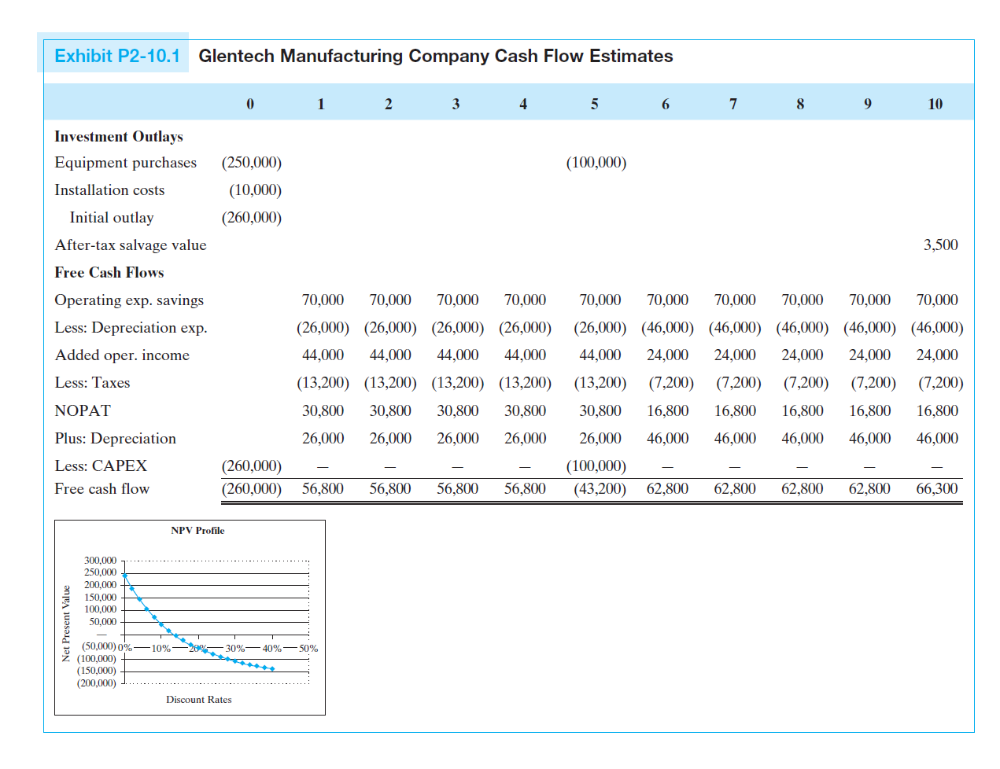 Exhibit P2-10.1 Glentech Manufacturing Company Cash Flow Estimates
0 1 2 3 4 5 6 7 8 9 10
Investment Outlays
Equipment purchases (250,000) (100,000)
Installation costs (10,000)
Initial outlay (260,000)
After-tax salvage value 3,500
Free Cash Flows
Operating exp. savings 70,000 70,000 70,000 70,000 70,000 70,000 70,000 70,000 70,000 70,000
Less: Depreciation exp. (26,000) (26,000) (26,000) (26,000) (26,000) (46,000) (46,000) (46,000) (46,000) (46,000)
Added oper. income 44,000 44,000 44,000 44,000 44,000 24,000 24,000 24,000 24,000 24,000
Less: Taxes (13,200) (13,200) (13,200) (13,200) (13,200) (7,200) (7,200) (7,200) (7,200) (7,200)
NOPAT 30,800 30,800 30,800 30,800 30,800 16,800 16,800 16,800 16,800 16,800
Plus: Depreciation 26,000 26,000 26,000 26,000 26,000 46,000 46,000 46,000 46,000 46,000
Less: CAPEX (260,000) — — — — (100,000) — — — — —
Free cash flow (260,000) 56,800 56,800 56,800 56,800 (43,200) 62,800 62,800 62,800 62,800 66,300
NPV Profile
Net Present Value
300,000
250,000
200,000
150,000
100,000
50,000
—
(50,000) 0% 10% 20% 30% 40% 50%
(100,000)
(150,000)
(200,000)
Discount Rates